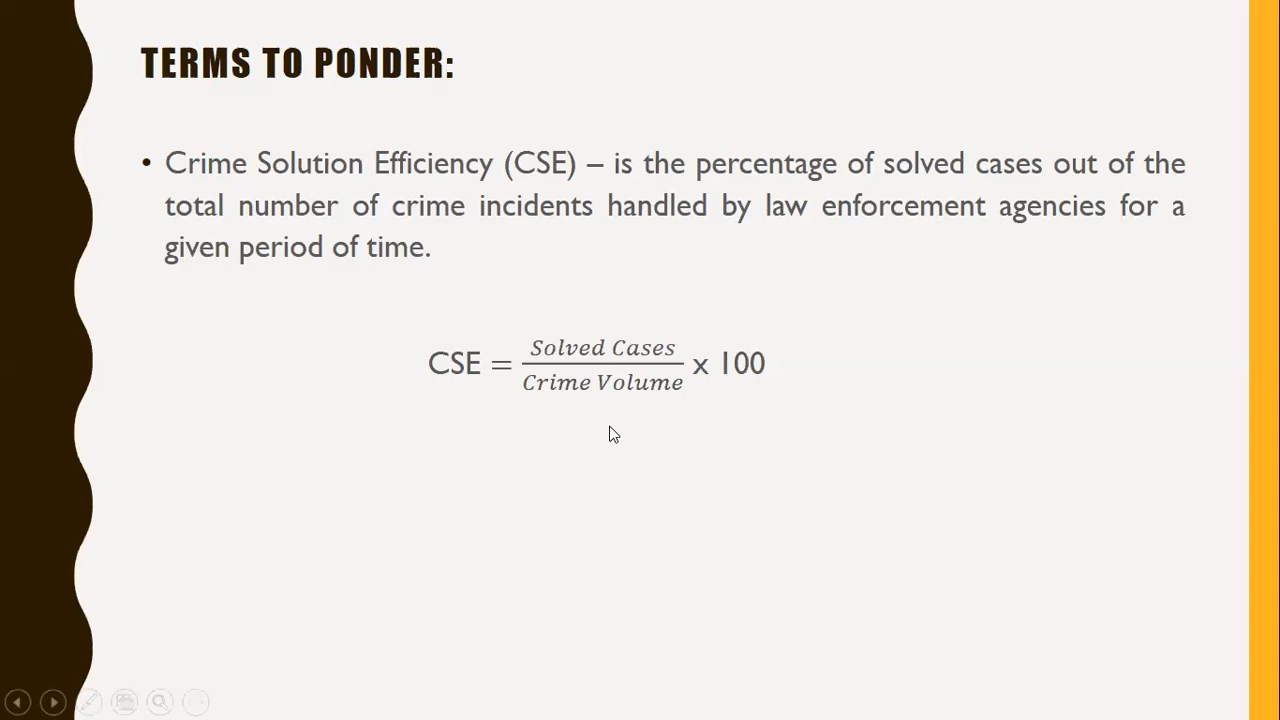 TERMS TO PONDER:
• Crime Solution Efficiency (CSE) – is the percentage of solved cases out of the
total number of crime incidents handled by law enforcement agencies for a
given period of time.
CSE = Solved Cases / Crime Volume x 100